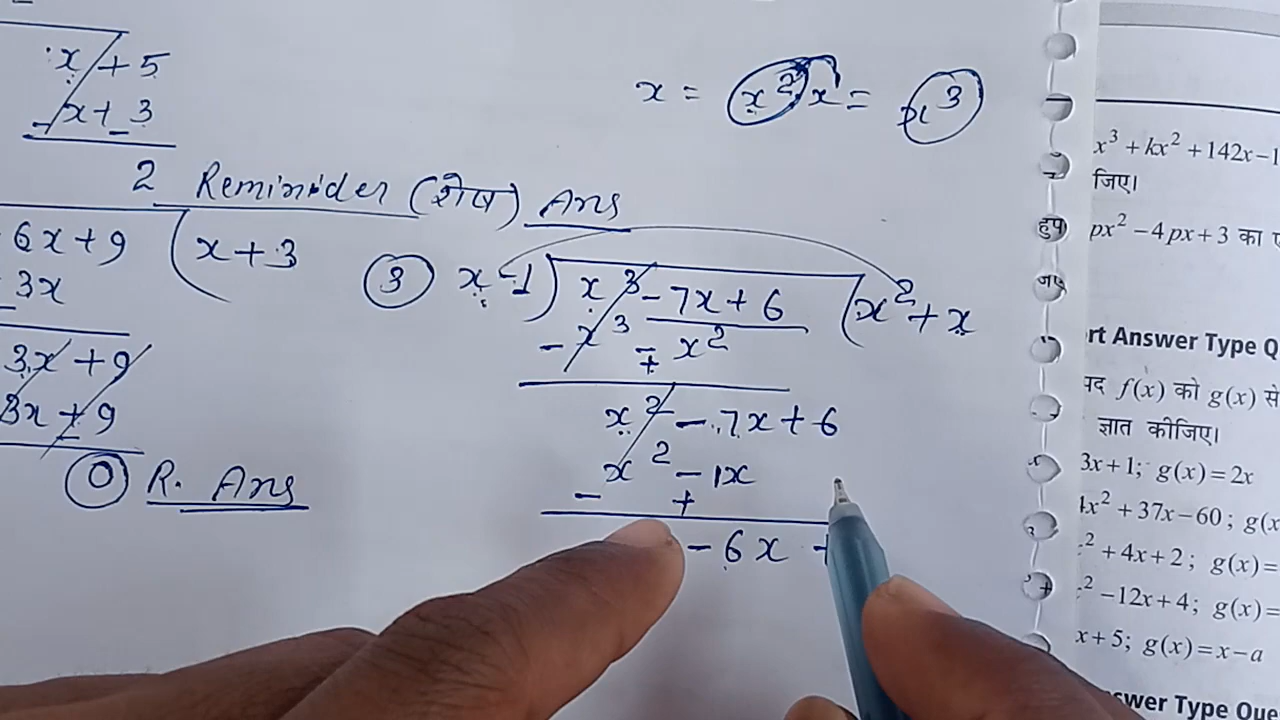 x + 5
x + 3
2 Reminider (शेष) Ans
6x + 9 ( x + 3
3x
3x + 9
3x + 9
0 R. Ans
x = x² x = x³
3 x - 1 ) x³ - 7x + 6 ( x² + x
- x³ - x²
+
x² - 7x + 6
x² - 1x
- +
- 6x +
x³ + kx² + 142x - 1
जिए।
px² - 4px + 3 का
rt Answer Type Q
f(x) को g(x) से
ज्ञात कीजिए।
3x + 1; g(x) = 2x
x² + 37x - 60; g(x
² + 4x + 2; g(x) =
² - 12x + 4; g(x) =
x + 5; g(x) = x - a
swer Type Que